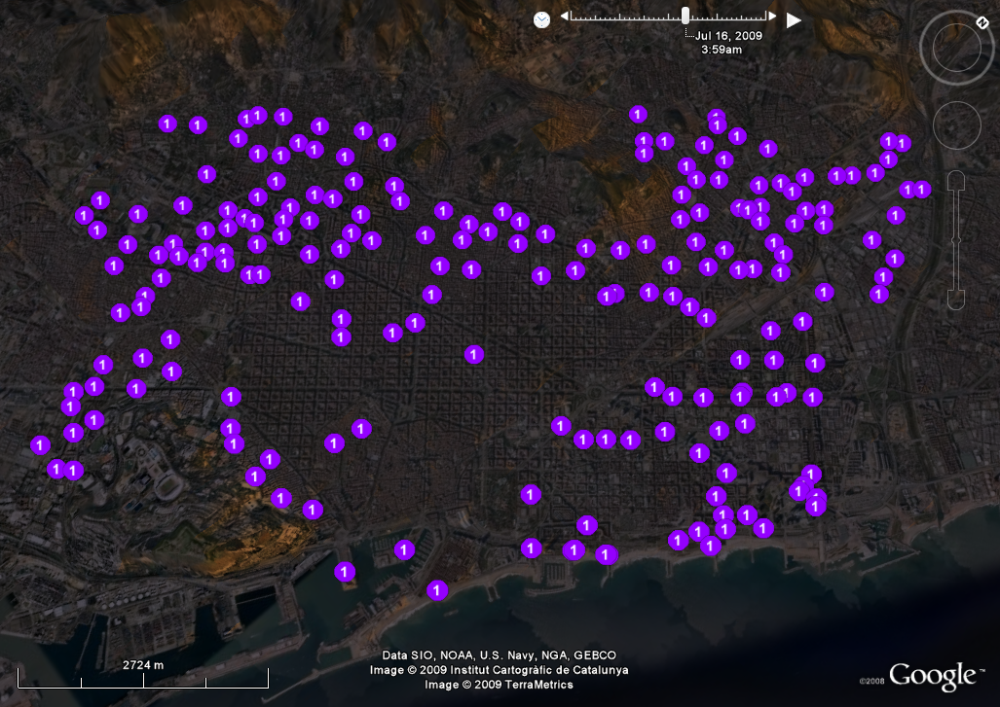 Jul 16, 2009
3:59am
2724 m
Data SIO, NOAA, U.S. Navy, NGA, GEBCO
Image © 2009 Institut Cartogràfic de Catalunya
Image © 2009 TerraMetrics
©2008 Google™